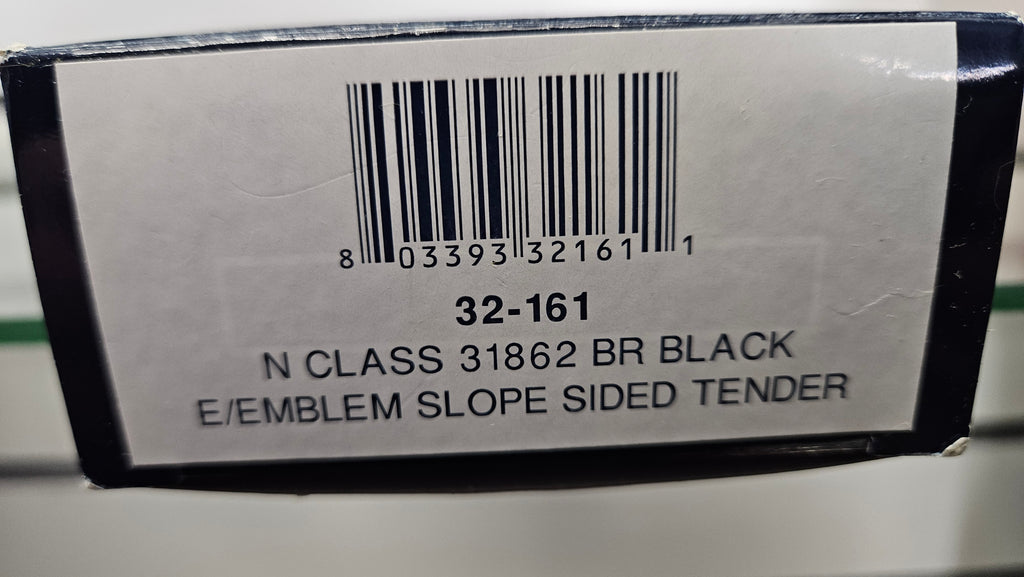 8 03393 32161 1
32-161
N CLASS 31862 BR BLACK
E/EMBLEM SLOPE SIDED TENDER